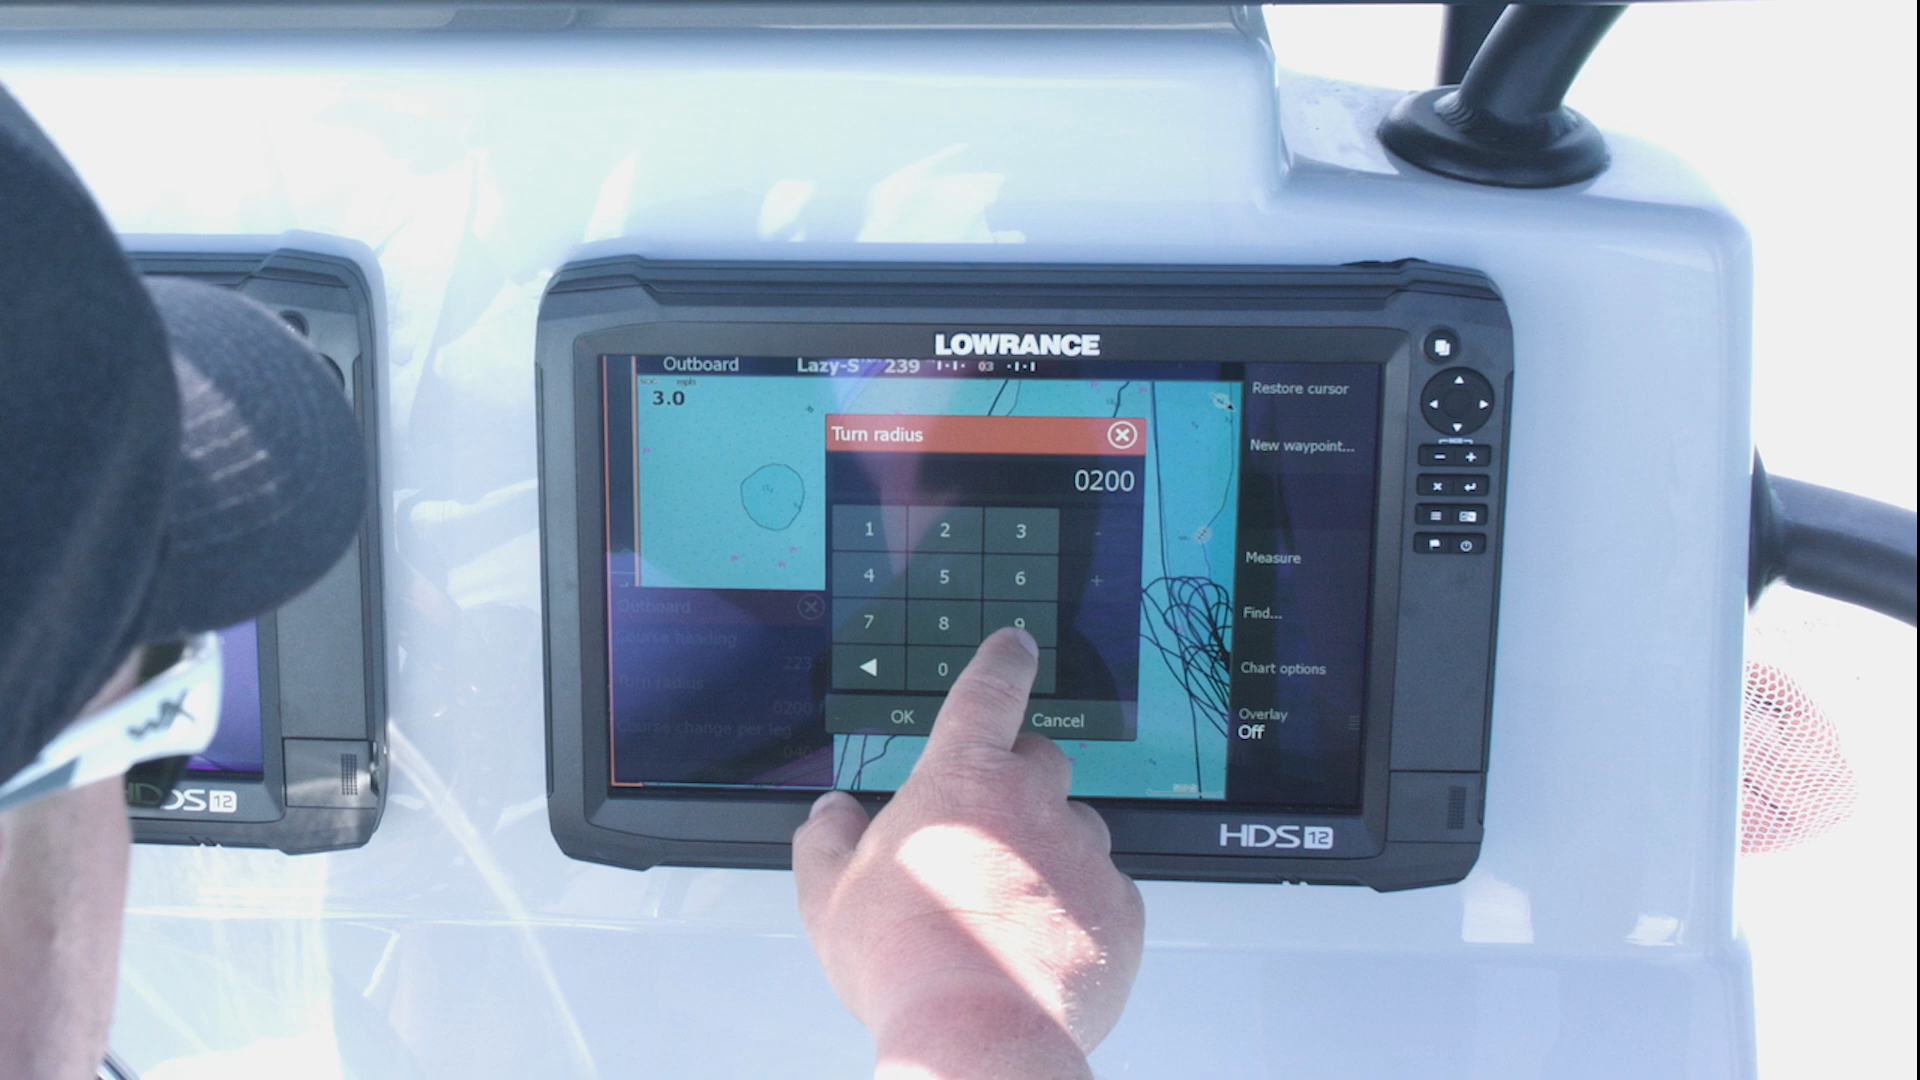 LOWRANCE
Outboard Lazy-S 239 03
mph
3.0
Restore cursor
New waypoint...
Measure
Find...
Chart options
Overlay
Off
Turn radius
0200
1 2 3 -
4 5 6 +
7 8 9
0
OK Cancel
Outboard
Course heading
223
Turn radius
0200
Course change per leg
040
HDS 12
HDS 12
WX